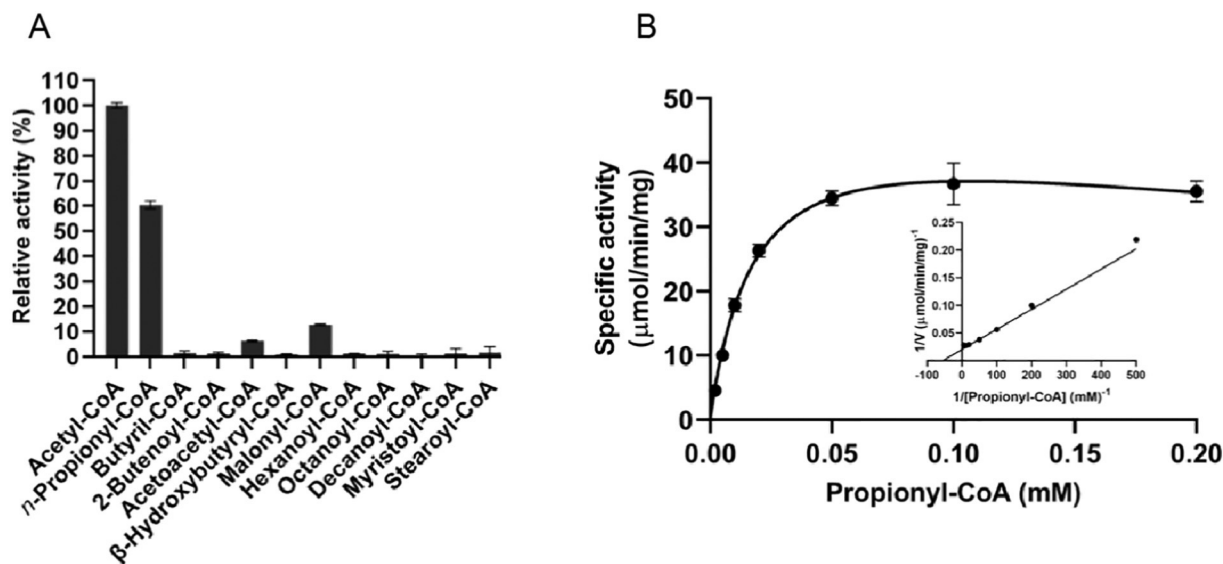 A
Relative activity (%)
110
100
90
80
70
60
50
40
30
20
10
0
Acetyl-CoA
n-Propionyl-CoA
Butyril-CoA
2-Butenoyl-CoA
Acetoacetyl-CoA
β-Hydroxybutyryl-CoA
Malonyl-CoA
Hexanoyl-CoA
Octanoyl-CoA
Decanoyl-CoA
Myristoyl-CoA
Stearoyl-CoA
B
Specific activity
(µmol/min/mg)
50
40
30
20
10
0
0.00 0.05 0.10 0.15 0.20
Propionyl-CoA (mM)
1/V (µmol/min/mg)⁻¹
0.25
0.20
0.15
0.10
0.05
-100 0 100 200 300 400 500
1/[Propionyl-CoA] (mM)⁻¹